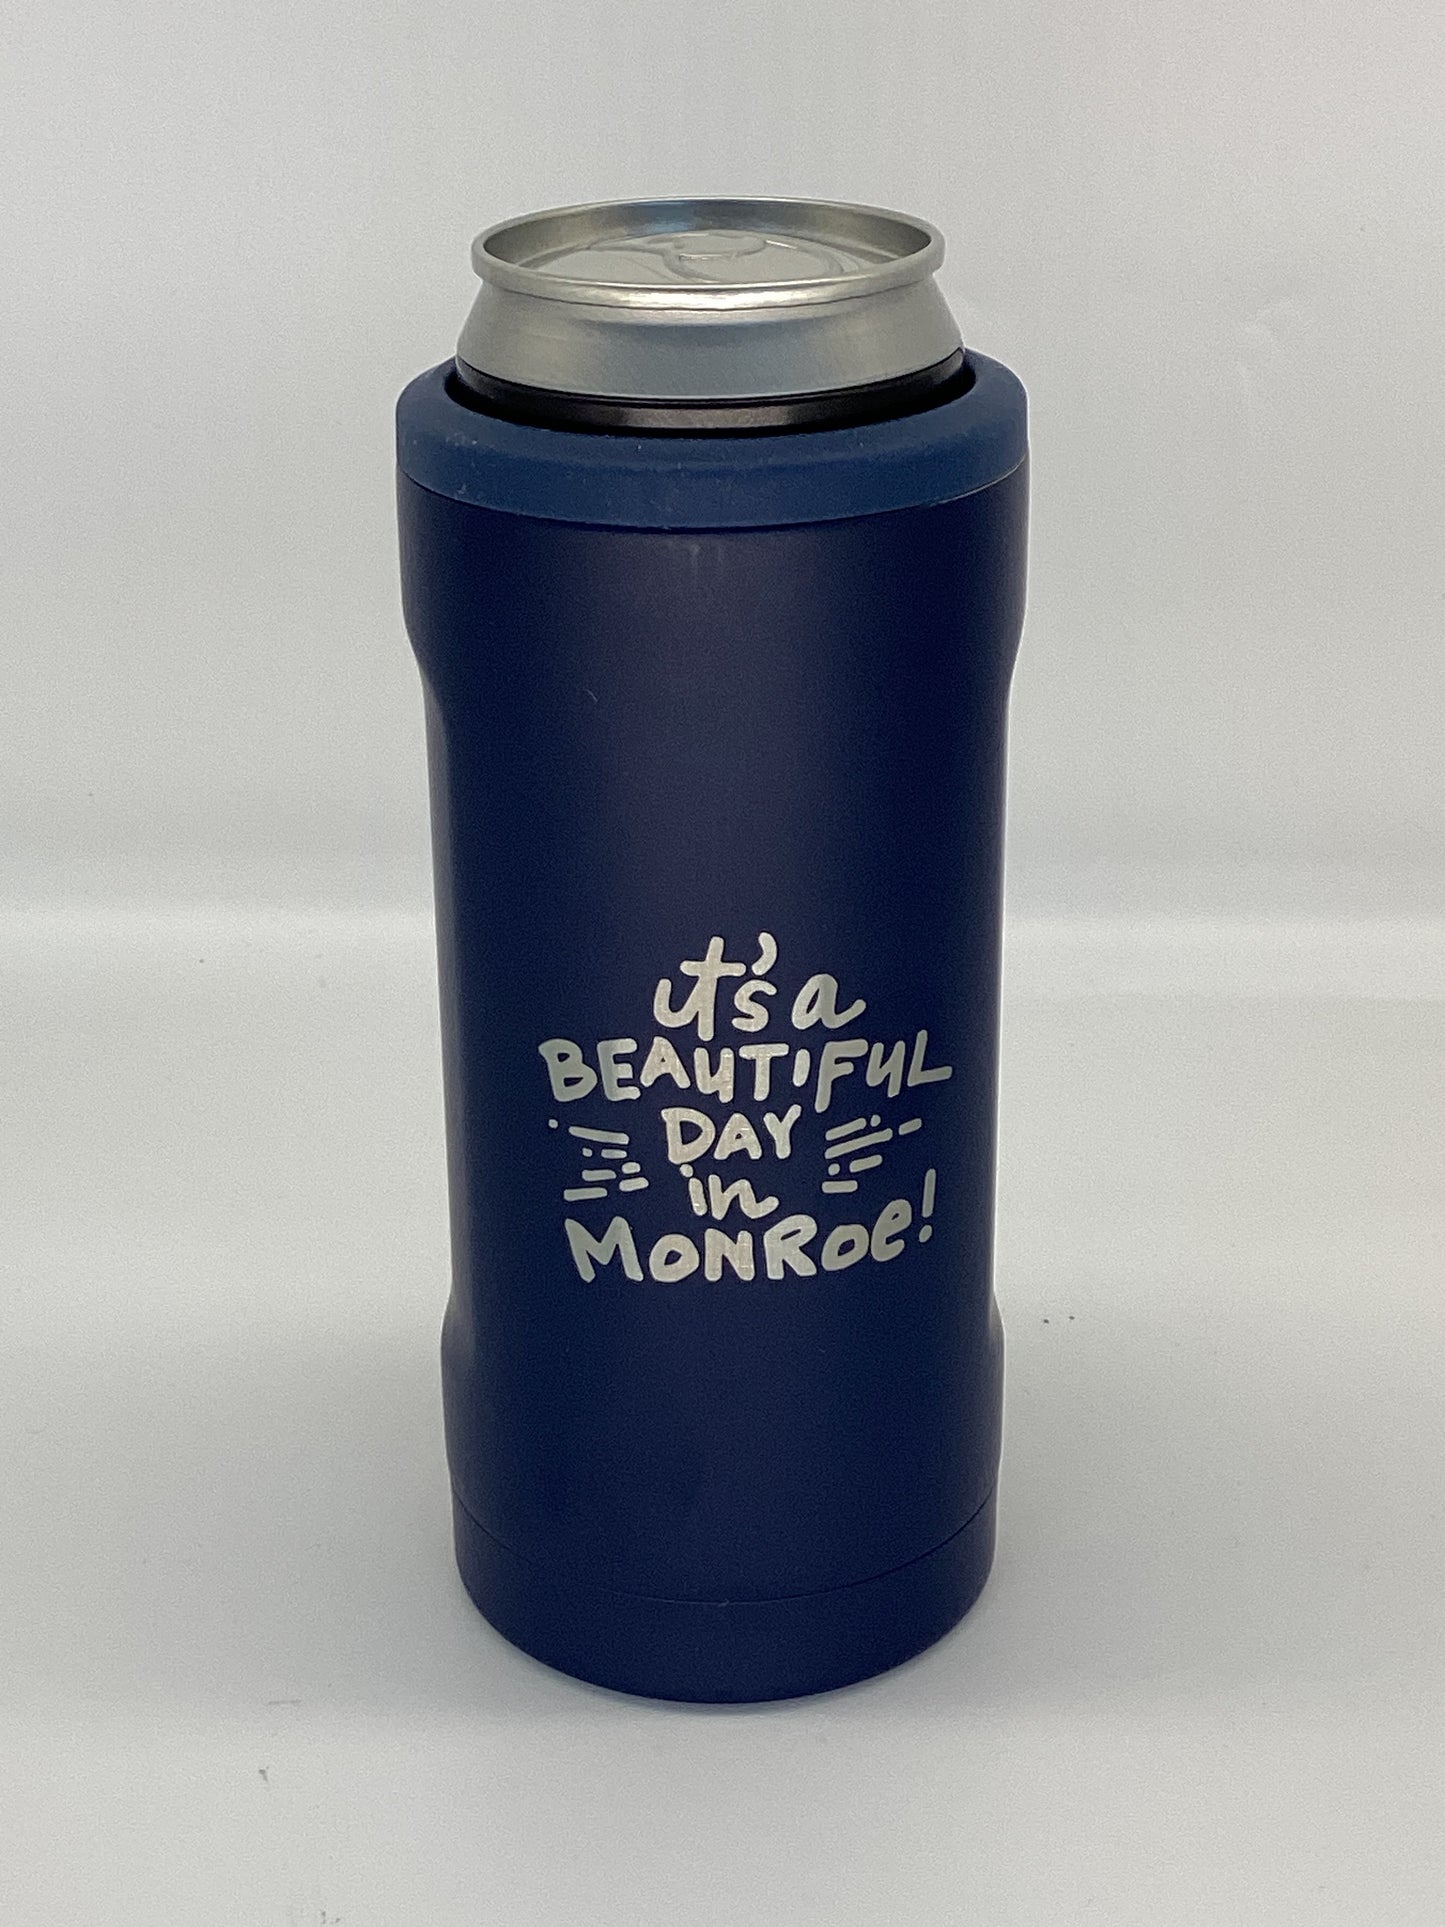 it's a
BEAUTIFUL
DAY
in
MONROe!